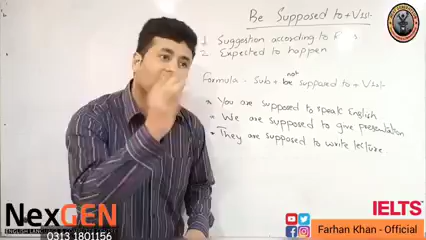 Be Supposed to + V1st
1 Suggestion according to
2 Expected to happen
not
Formula - Sub + be supposed to + V1st
* You are supposed to speak English
* We are supposed to give presentation
* They are supposed to write lecture.
NexGEN
ENGLISH LANGUAGE
0313 1801156
IELTS
Farhan Khan - Official